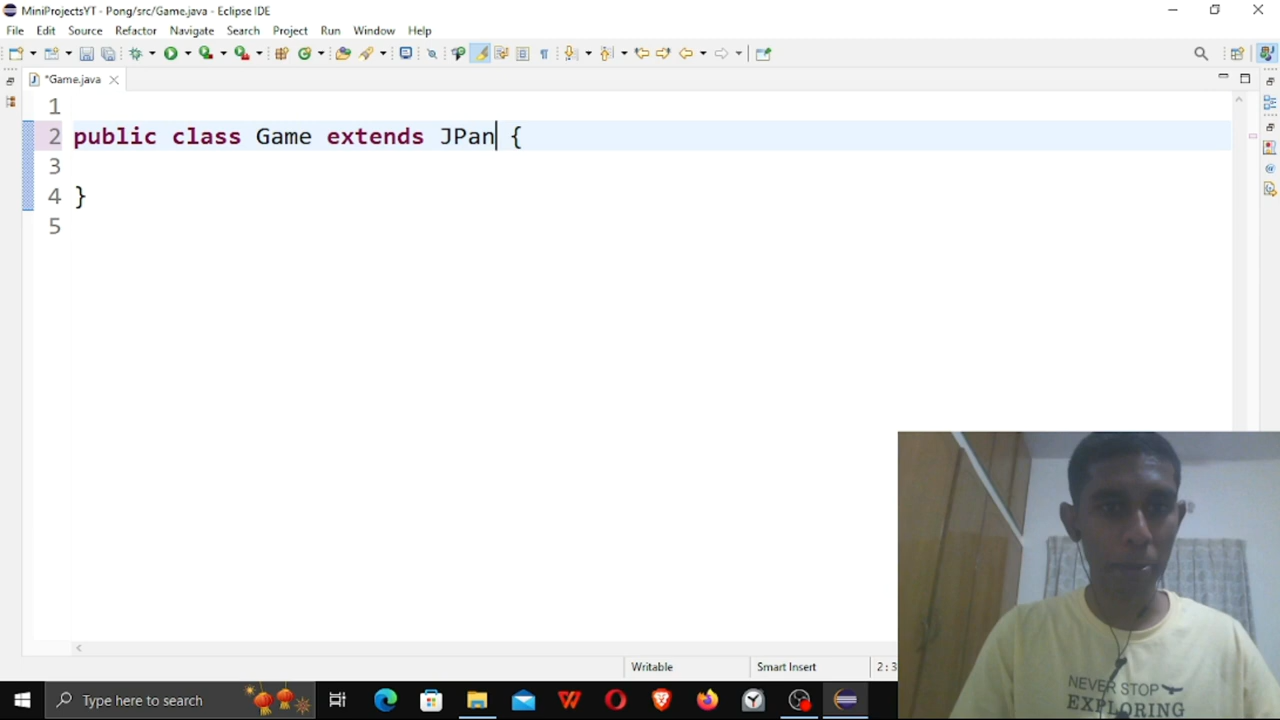 MiniProjectsYT - Pong/src/Game.java - Eclipse IDE
File Edit Source Refactor Navigate Search Project Run Window Help
*Game.java
1
2 public class Game extends JPan {
3
4 }
5
Writable Smart Insert 2:3
NEVER STOP
EXPLORING
Type here to search